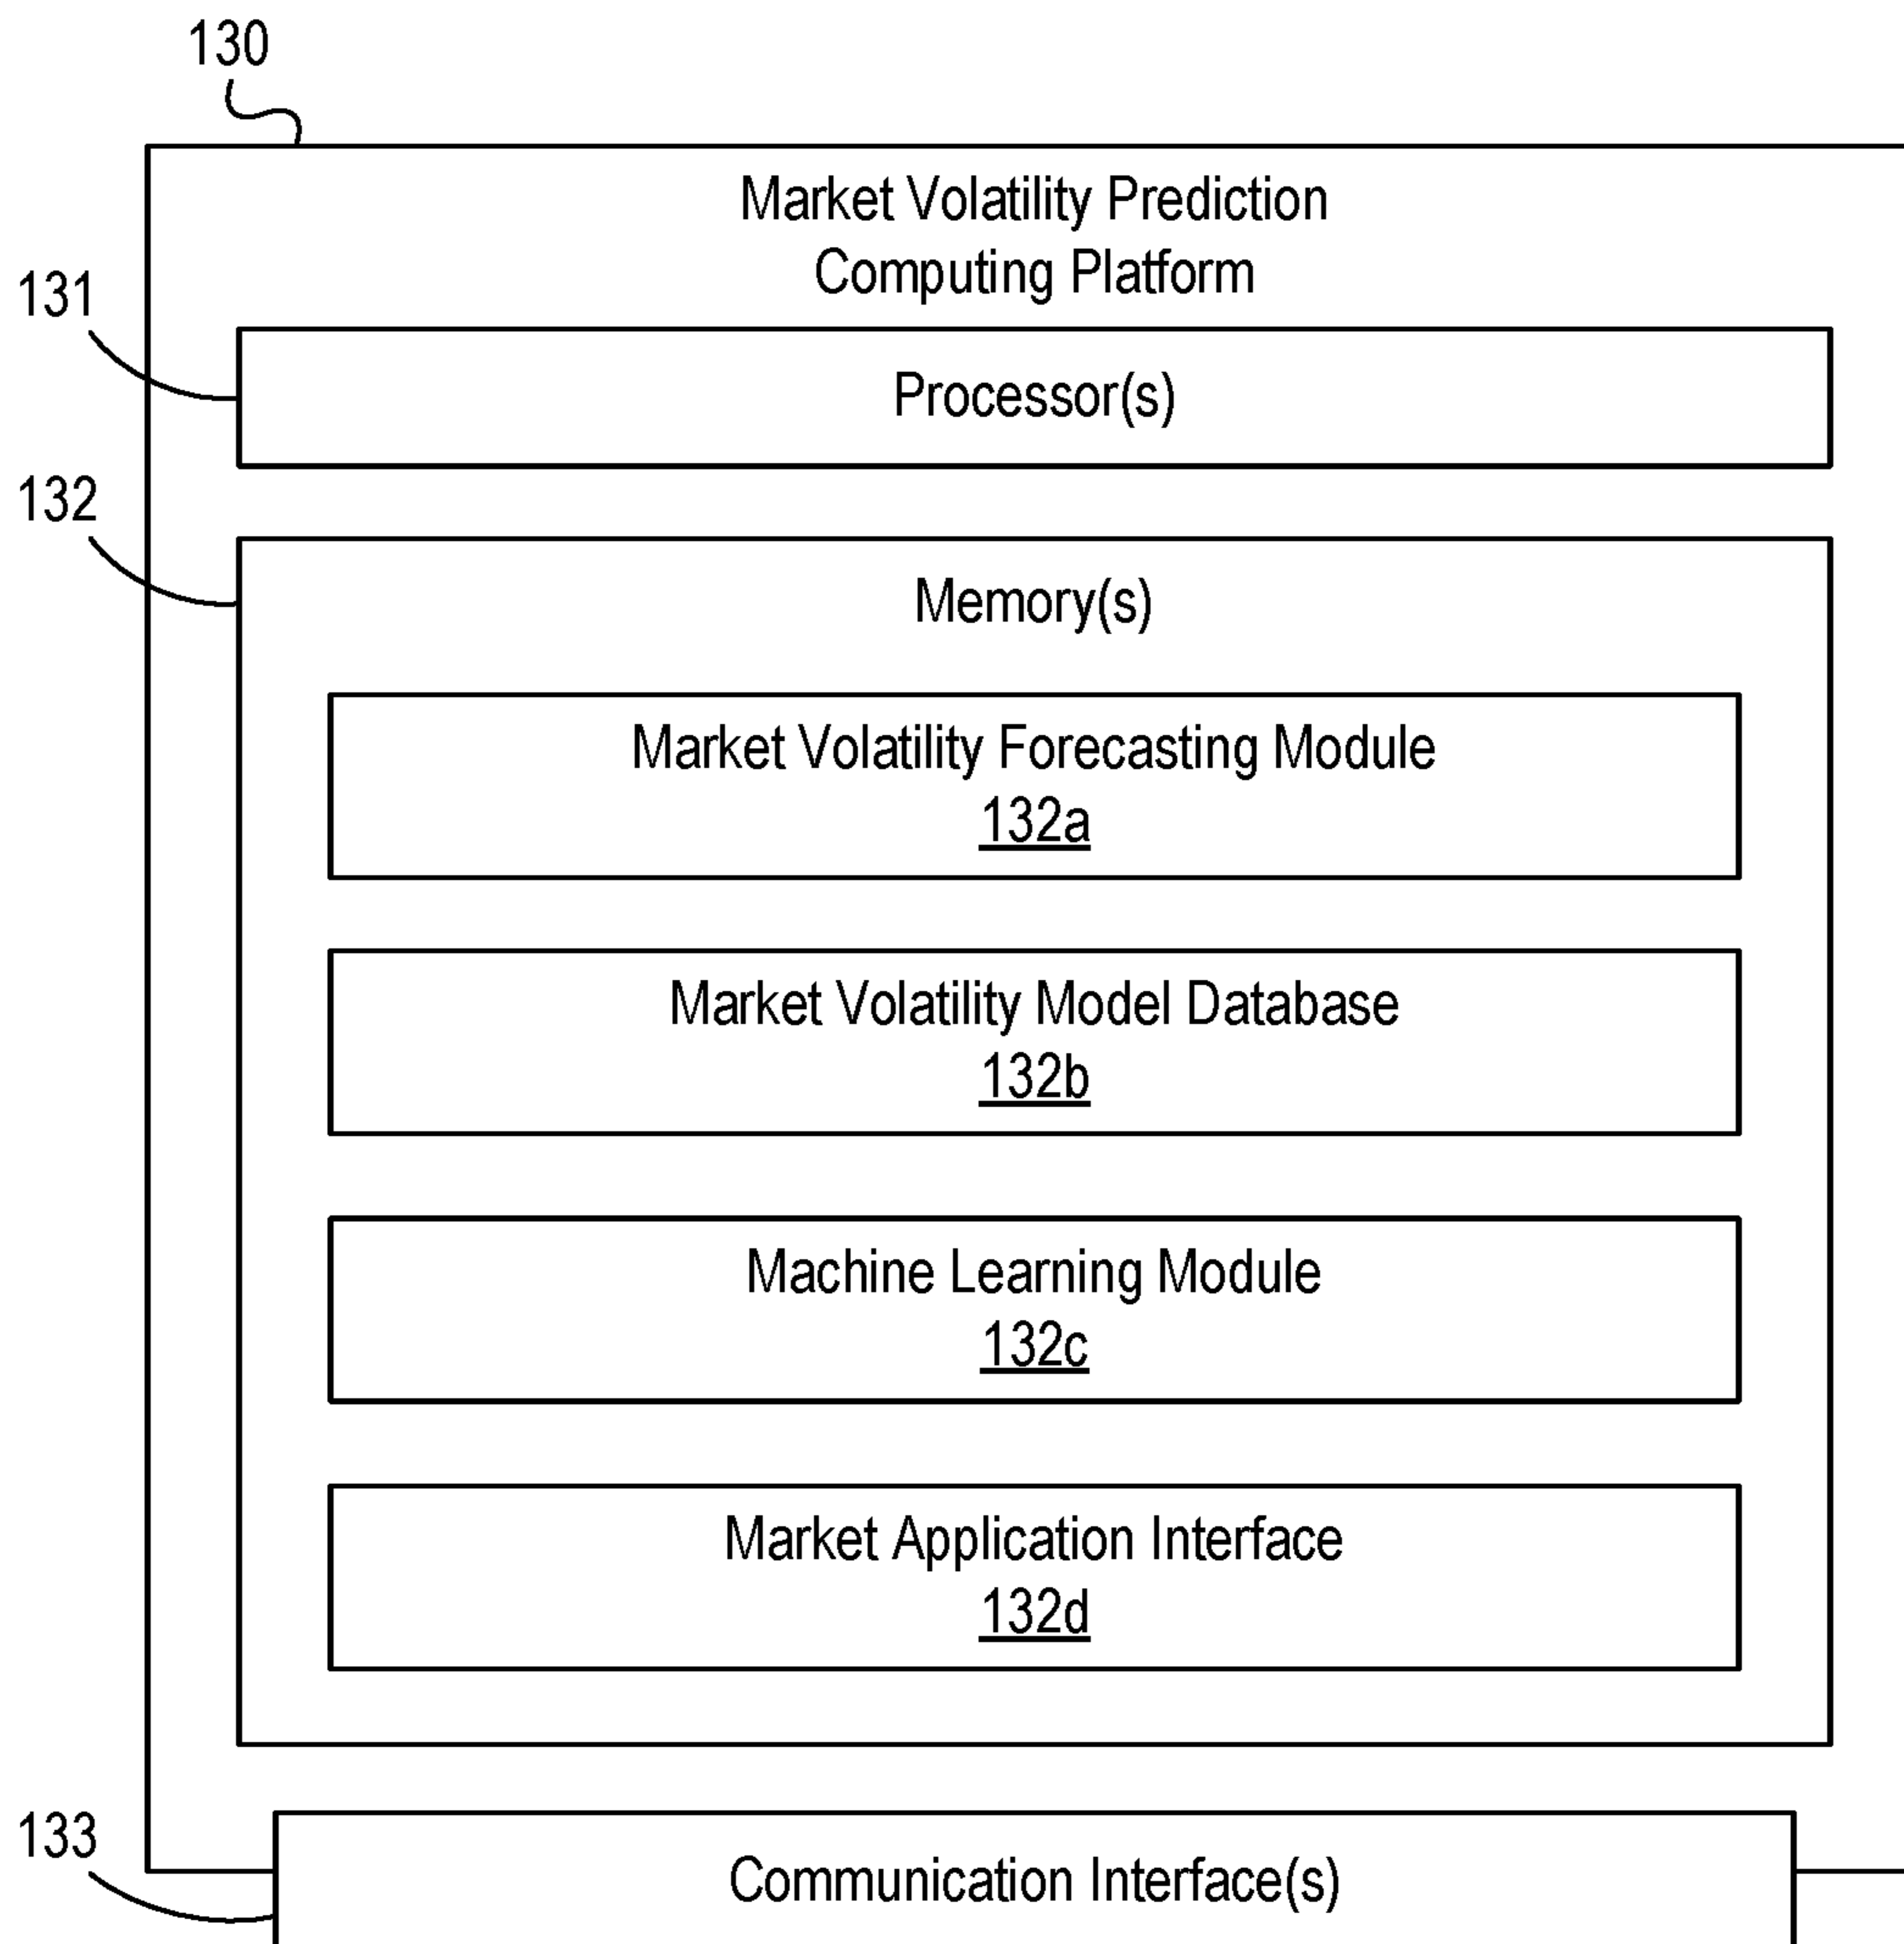 130
Market Volatility Prediction
Computing Platform
131
Processor(s)
132
Memory(s)
Market Volatility Forecasting Module
132a
Market Volatility Model Database
132b
Machine Learning Module
132c
Market Application Interface
132d
133
Communication Interface(s)